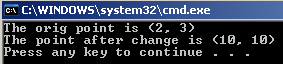 C:\WINDOWS\system32\cmd.exe
The orig point is (2, 3)
The point after change is (10, 10)
Press any key to continue . . .